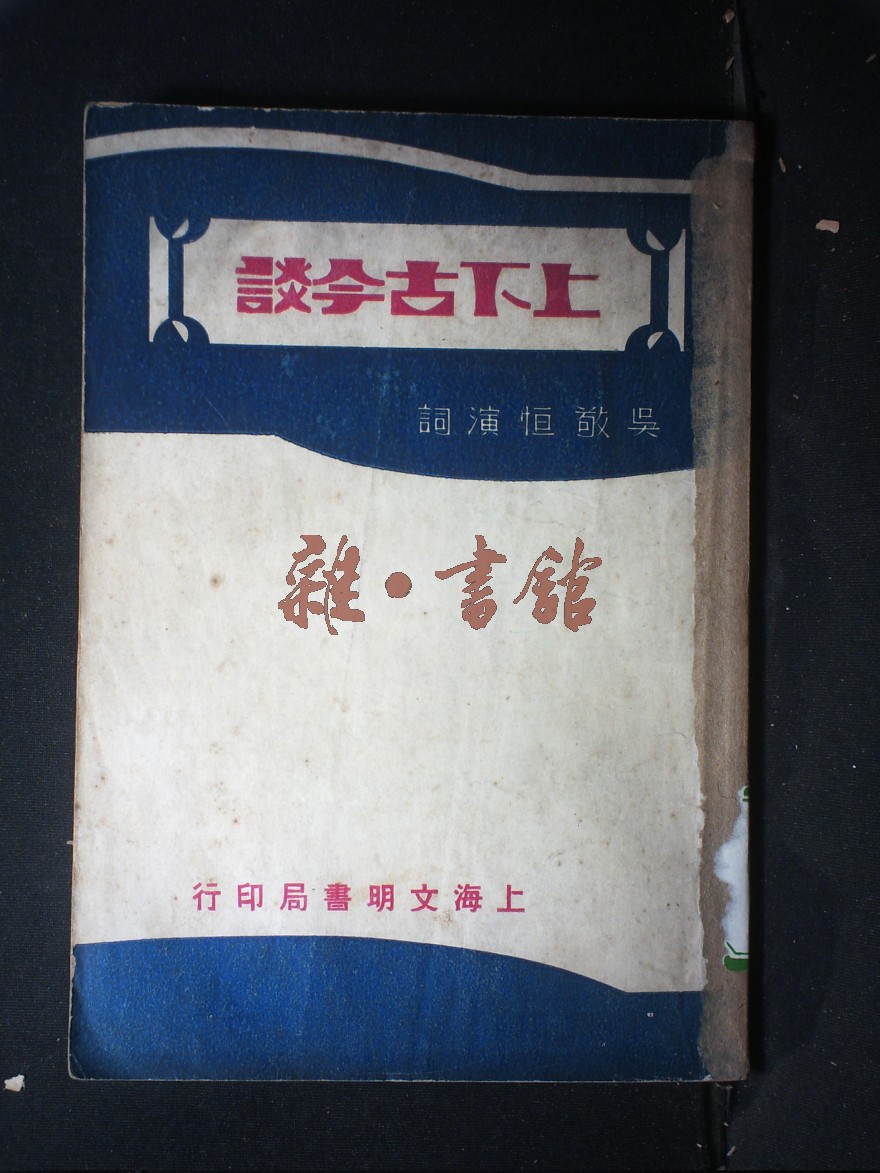 上下古今談
吳敬恒演詞
雜•書館
上海文明書局印行